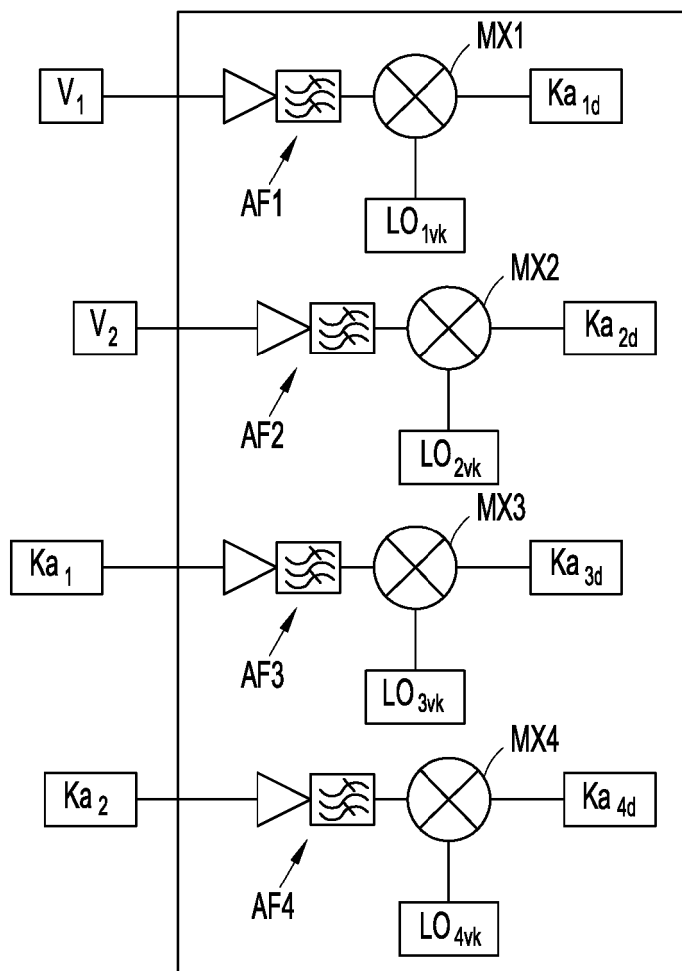 MX1
V1
Ka1d
AF1
LO1vk
MX2
V2
Ka2d
AF2
LO2vk
MX3
Ka1
Ka3d
AF3
LO3vk
MX4
Ka2
Ka4d
AF4
LO4vk